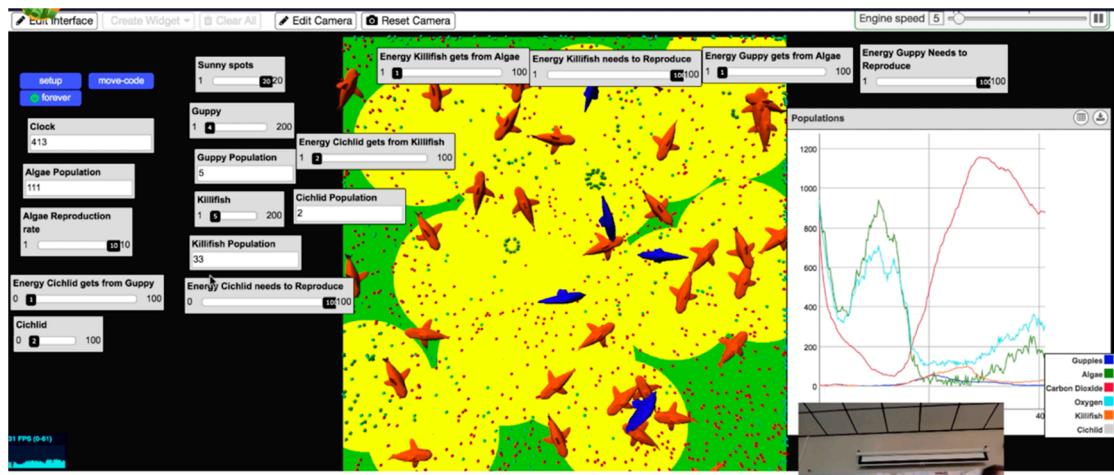 Edit Interface
Create Widget
Clear All
Edit Camera
Reset Camera
Engine speed 5
setup
move-code
forever
Clock
413
Algae Population
111
Algae Reproduction
rate
1 10 10
Energy Cichlid gets from Guppy
0 1 100
Cichlid
0 2 100
Sunny spots
1 20 20
Guppy
1 4 200
Guppy Population
5
Killifish
1 5 200
Killifish Population
33
Energy Cichlid needs to Reproduce
0 100 100
Energy Cichlid gets from Killifish
1 2 100
Cichlid Population
2
Energy Killifish gets from Algae
1 1 100
Energy Killifish needs to Reproduce
1 100 100
Energy Guppy gets from Algae
1 1 100
Energy Guppy Needs to
Reproduce
1 100 100
Populations
1200
1000
800
600
400
200
0
40
Guppies
Algae
Carbon Dioxide
Oxygen
Killifish
Cichlid
31 FPS (0-61)